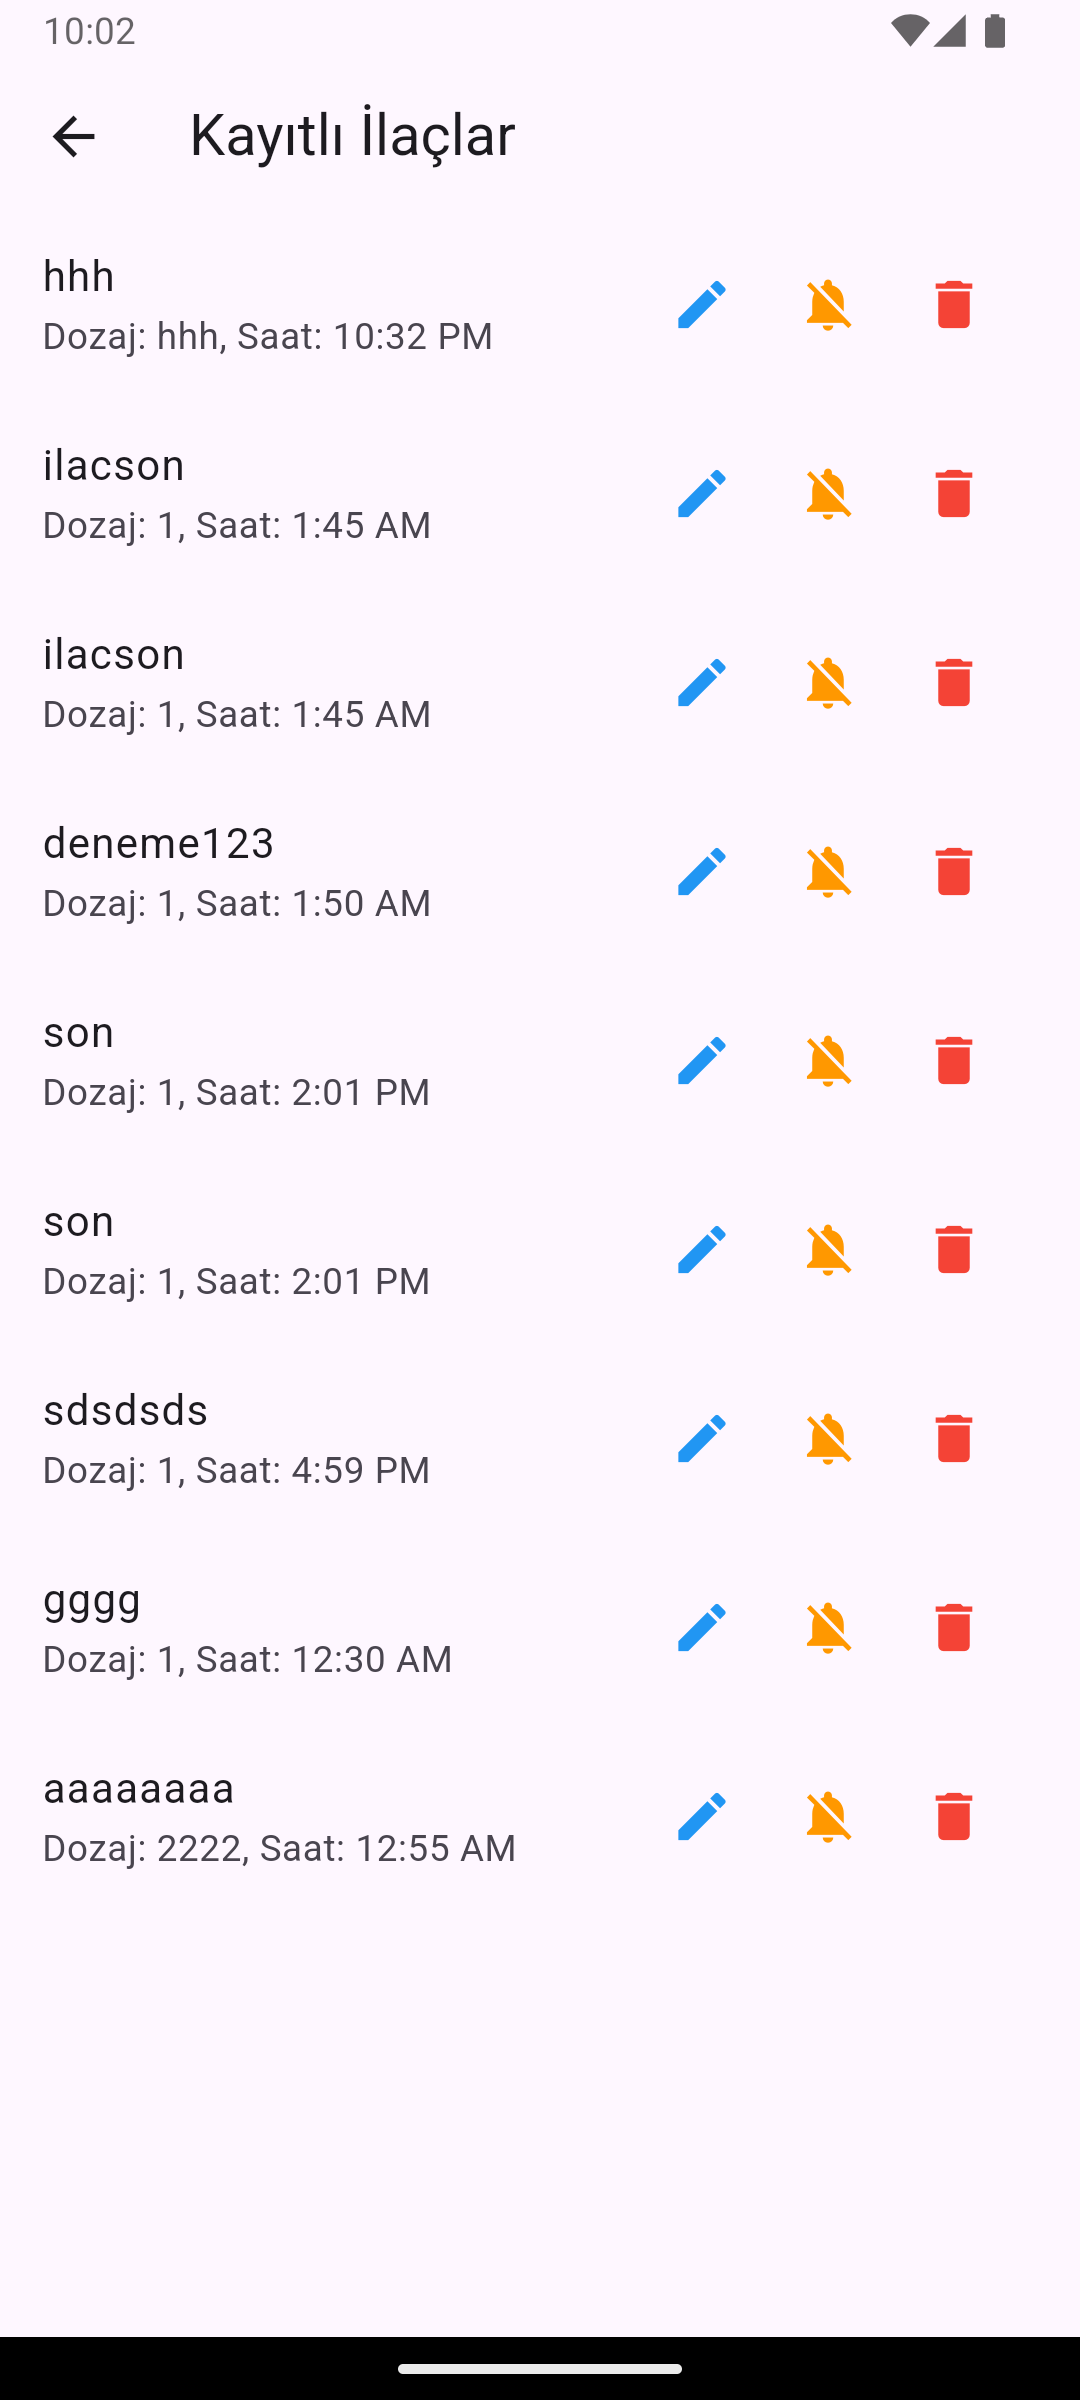 10:02
Kayıtlı İlaçlar
hhh
Dozaj: hhh, Saat: 10:32 PM
ilacson
Dozaj: 1, Saat: 1:45 AM
ilacson
Dozaj: 1, Saat: 1:45 AM
deneme123
Dozaj: 1, Saat: 1:50 AM
son
Dozaj: 1, Saat: 2:01 PM
son
Dozaj: 1, Saat: 2:01 PM
sdsdsds
Dozaj: 1, Saat: 4:59 PM
gggg
Dozaj: 1, Saat: 12:30 AM
aaaaaaaa
Dozaj: 2222, Saat: 12:55 AM